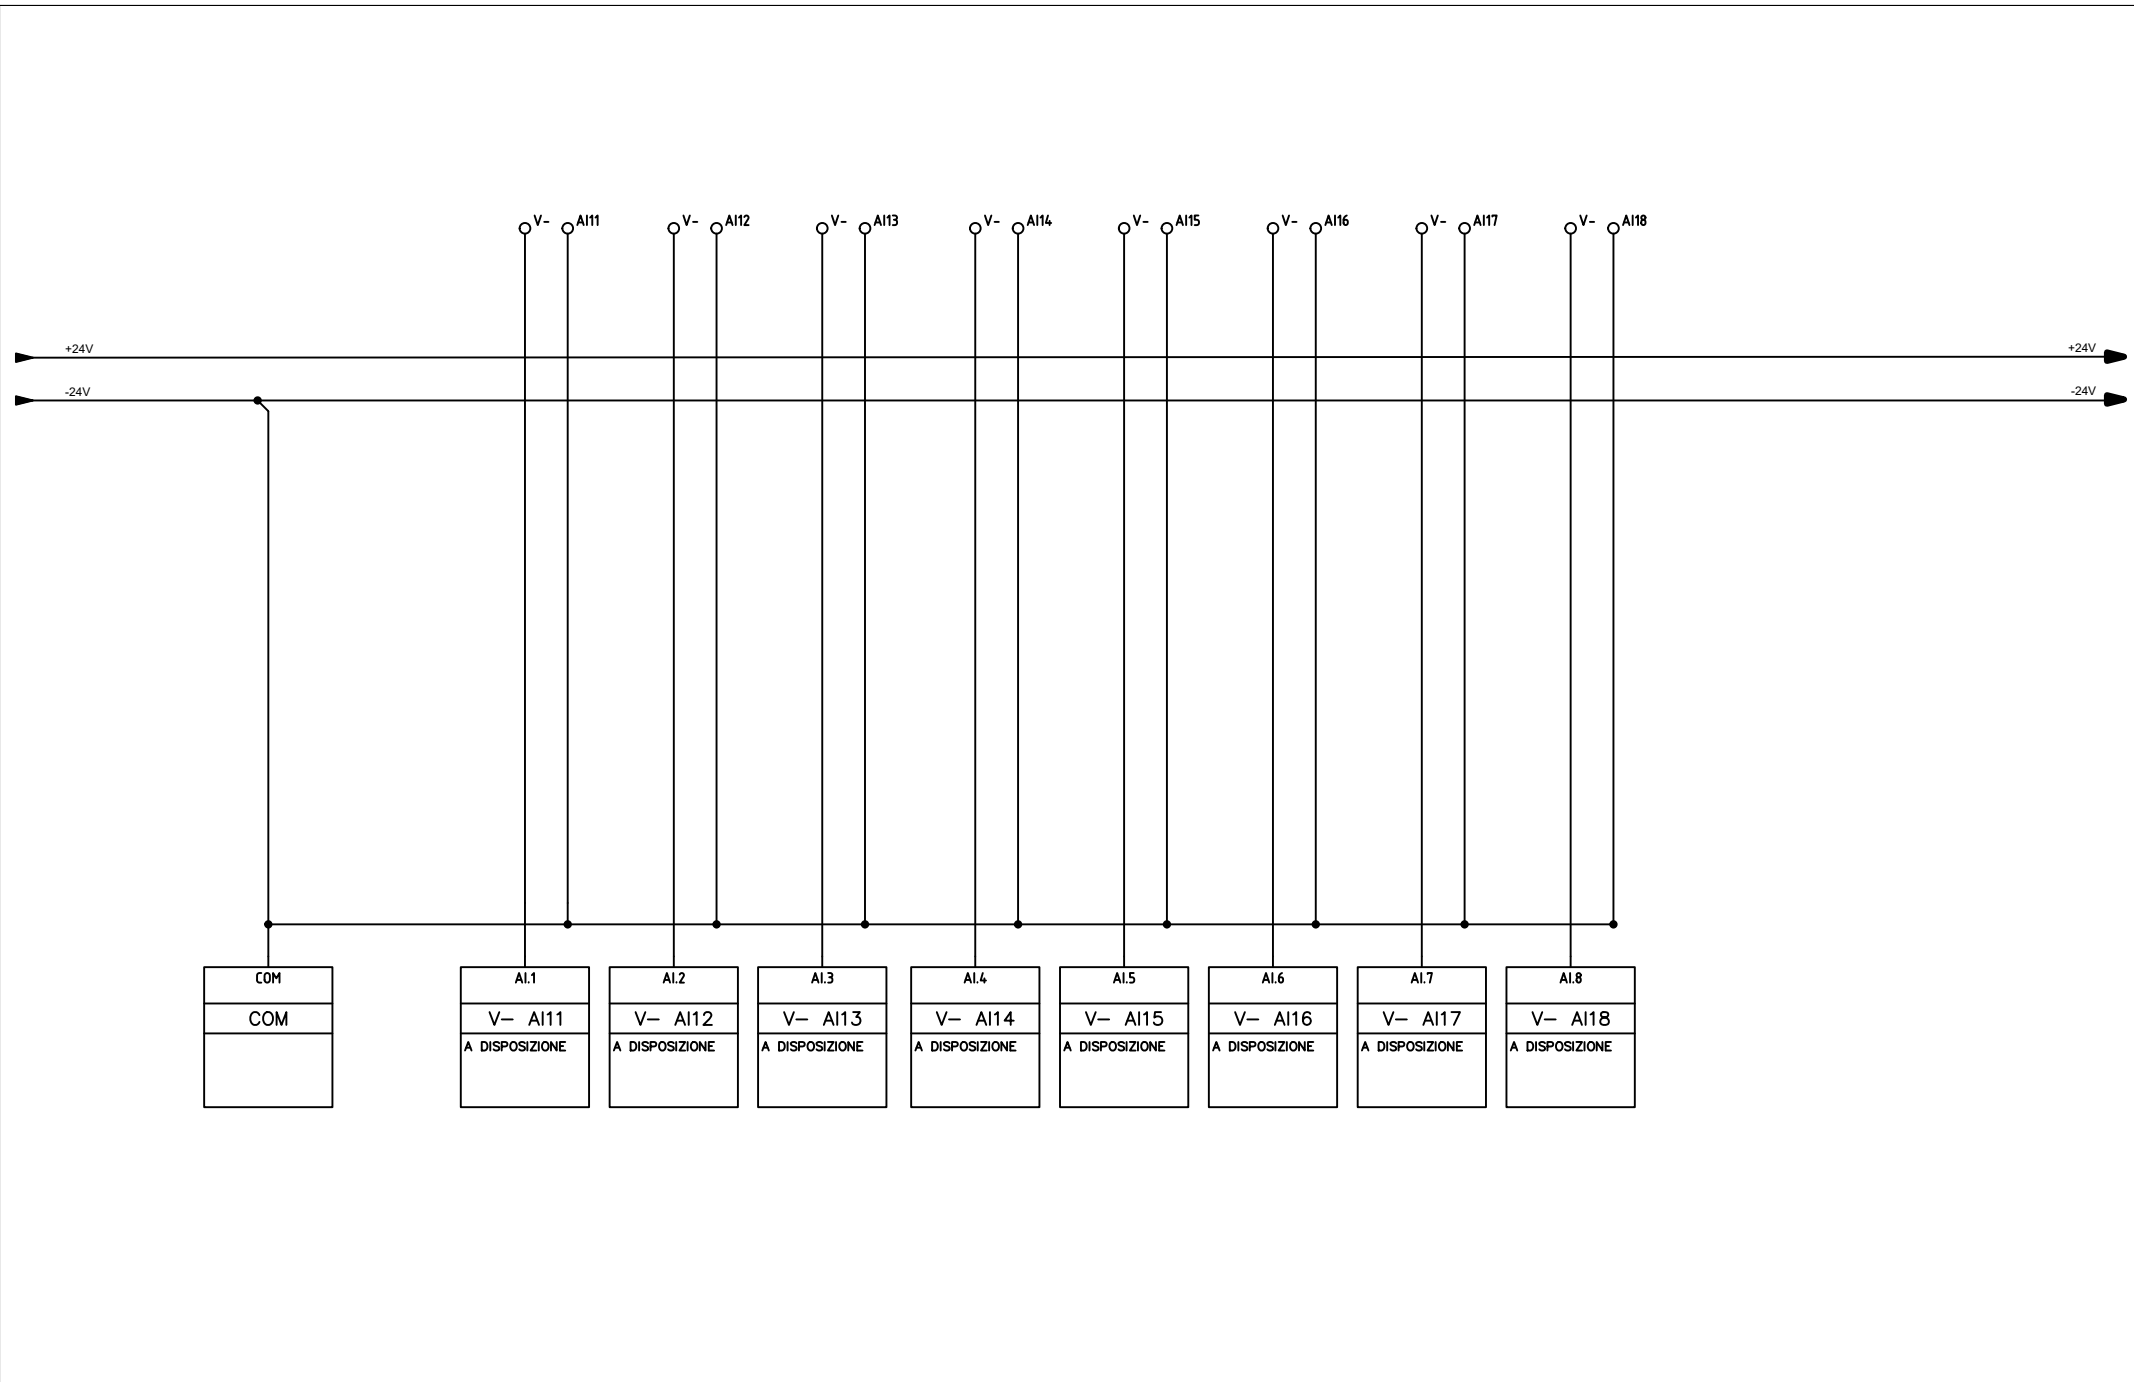 V- AI11 V- AI12 V- AI13 V- AI14 V- AI15 V- AI16 V- AI17 V- AI18
+24V +24V
-24V -24V
COM AI.1 AI.2 AI.3 AI.4 AI.5 AI.6 AI.7 AI.8
COM V- AI11 V- AI12 V- AI13 V- AI14 V- AI15 V- AI16 V- AI17 V- AI18
A DISPOSIZIONE A DISPOSIZIONE A DISPOSIZIONE A DISPOSIZIONE A DISPOSIZIONE A DISPOSIZIONE A DISPOSIZIONE A DISPOSIZIONE